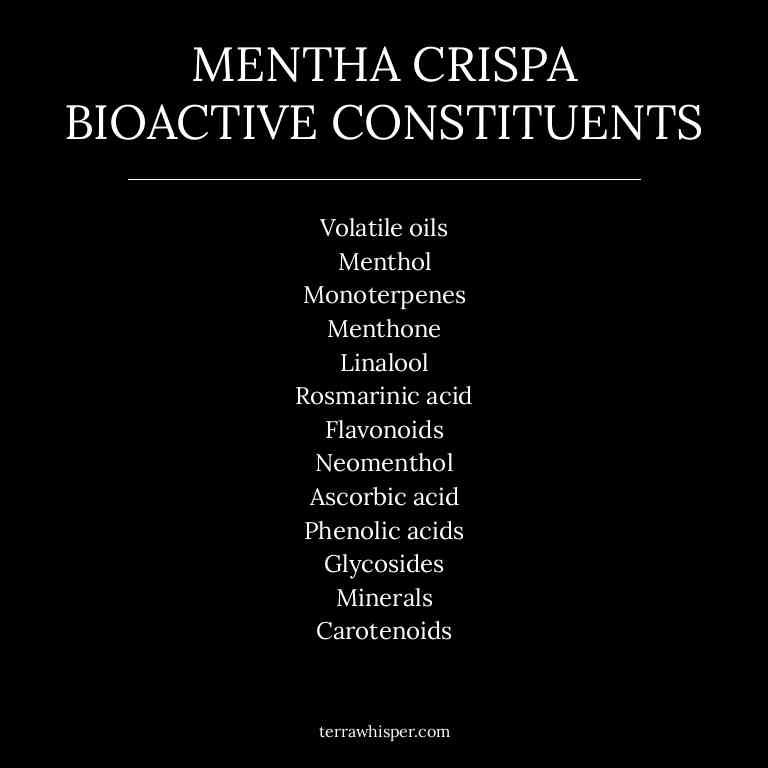 MENTHA CRISPA
BIOACTIVE CONSTITUENTS
Volatile oils
Menthol
Monoterpenes
Menthone
Linalool
Rosmarinic acid
Flavonoids
Neomenthol
Ascorbic acid
Phenolic acids
Glycosides
Minerals
Carotenoids
terrawhisper.com